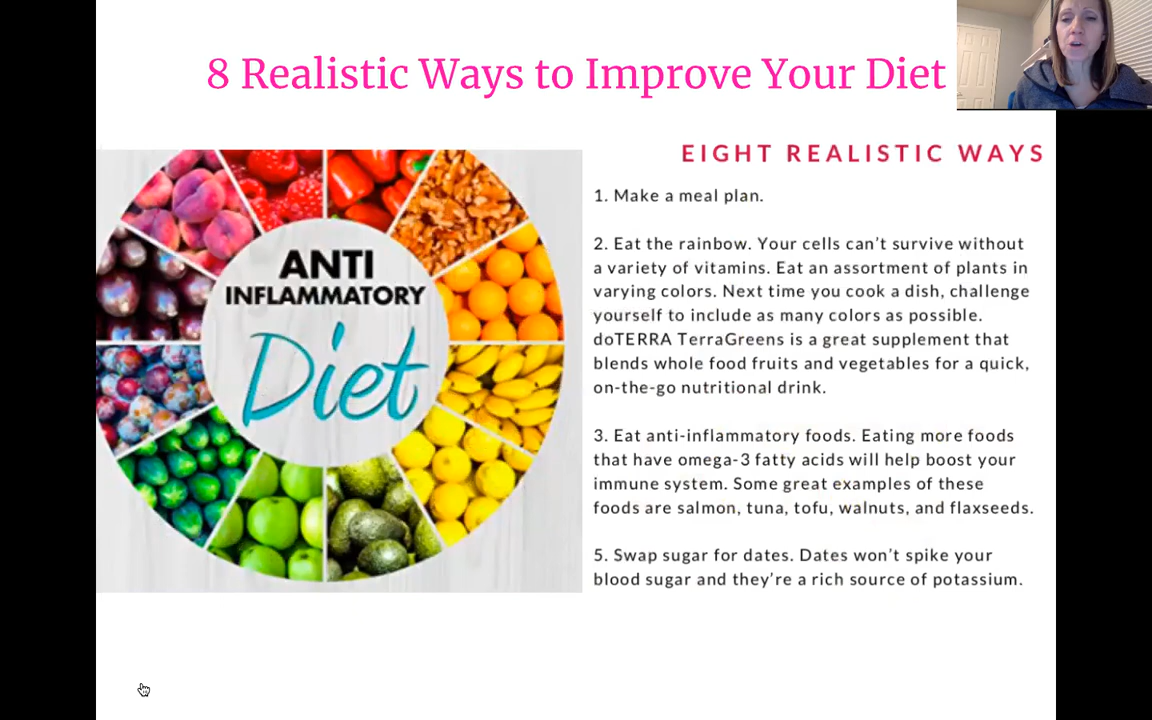 8 Realistic Ways to Improve Your Diet
ANTI
INFLAMMATORY
Diet
EIGHT REALISTIC WAYS
1. Make a meal plan.
2. Eat the rainbow. Your cells can’t survive without
a variety of vitamins. Eat an assortment of plants in
varying colors. Next time you cook a dish, challenge
yourself to include as many colors as possible.
doTERRA TerraGreens is a great supplement that
blends whole food fruits and vegetables for a quick,
on-the-go nutritional drink.
3. Eat anti-inflammatory foods. Eating more foods
that have omega-3 fatty acids will help boost your
immune system. Some great examples of these
foods are salmon, tuna, tofu, walnuts, and flaxseeds.
5. Swap sugar for dates. Dates won’t spike your
blood sugar and they’re a rich source of potassium.